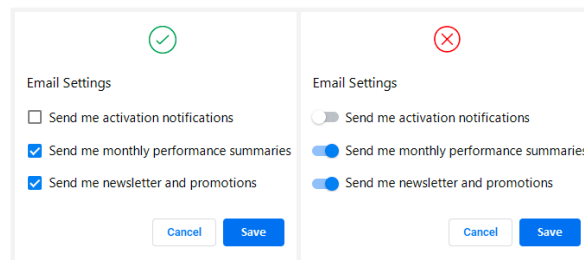 Email Settings
Send me activation notifications
Send me monthly performance summaries
Send me newsletter and promotions
Cancel Save
Email Settings
Send me activation notifications
Send me monthly performance summaries
Send me newsletter and promotions
Cancel Save